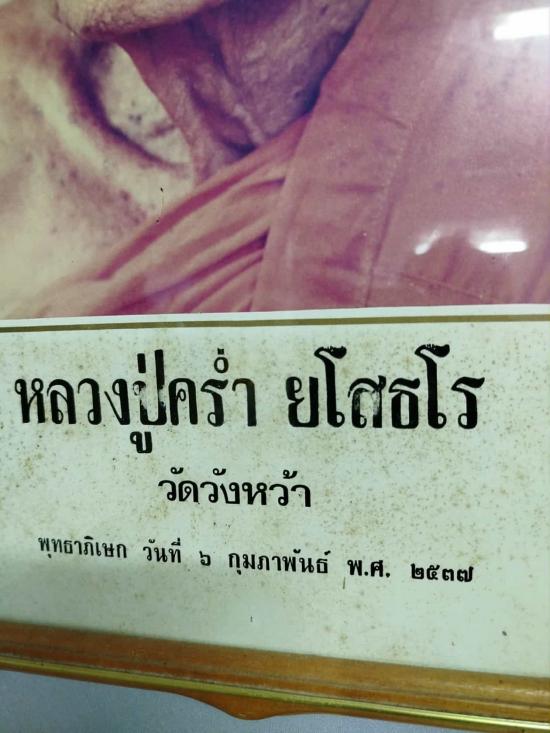 หลวงปู่คร่ำ ยโสธโร
วัดวังหว้า
พุทธาภิเษก วันที่ ๖ กุมภาพันธ์ พ.ศ. ๒๕๓๗